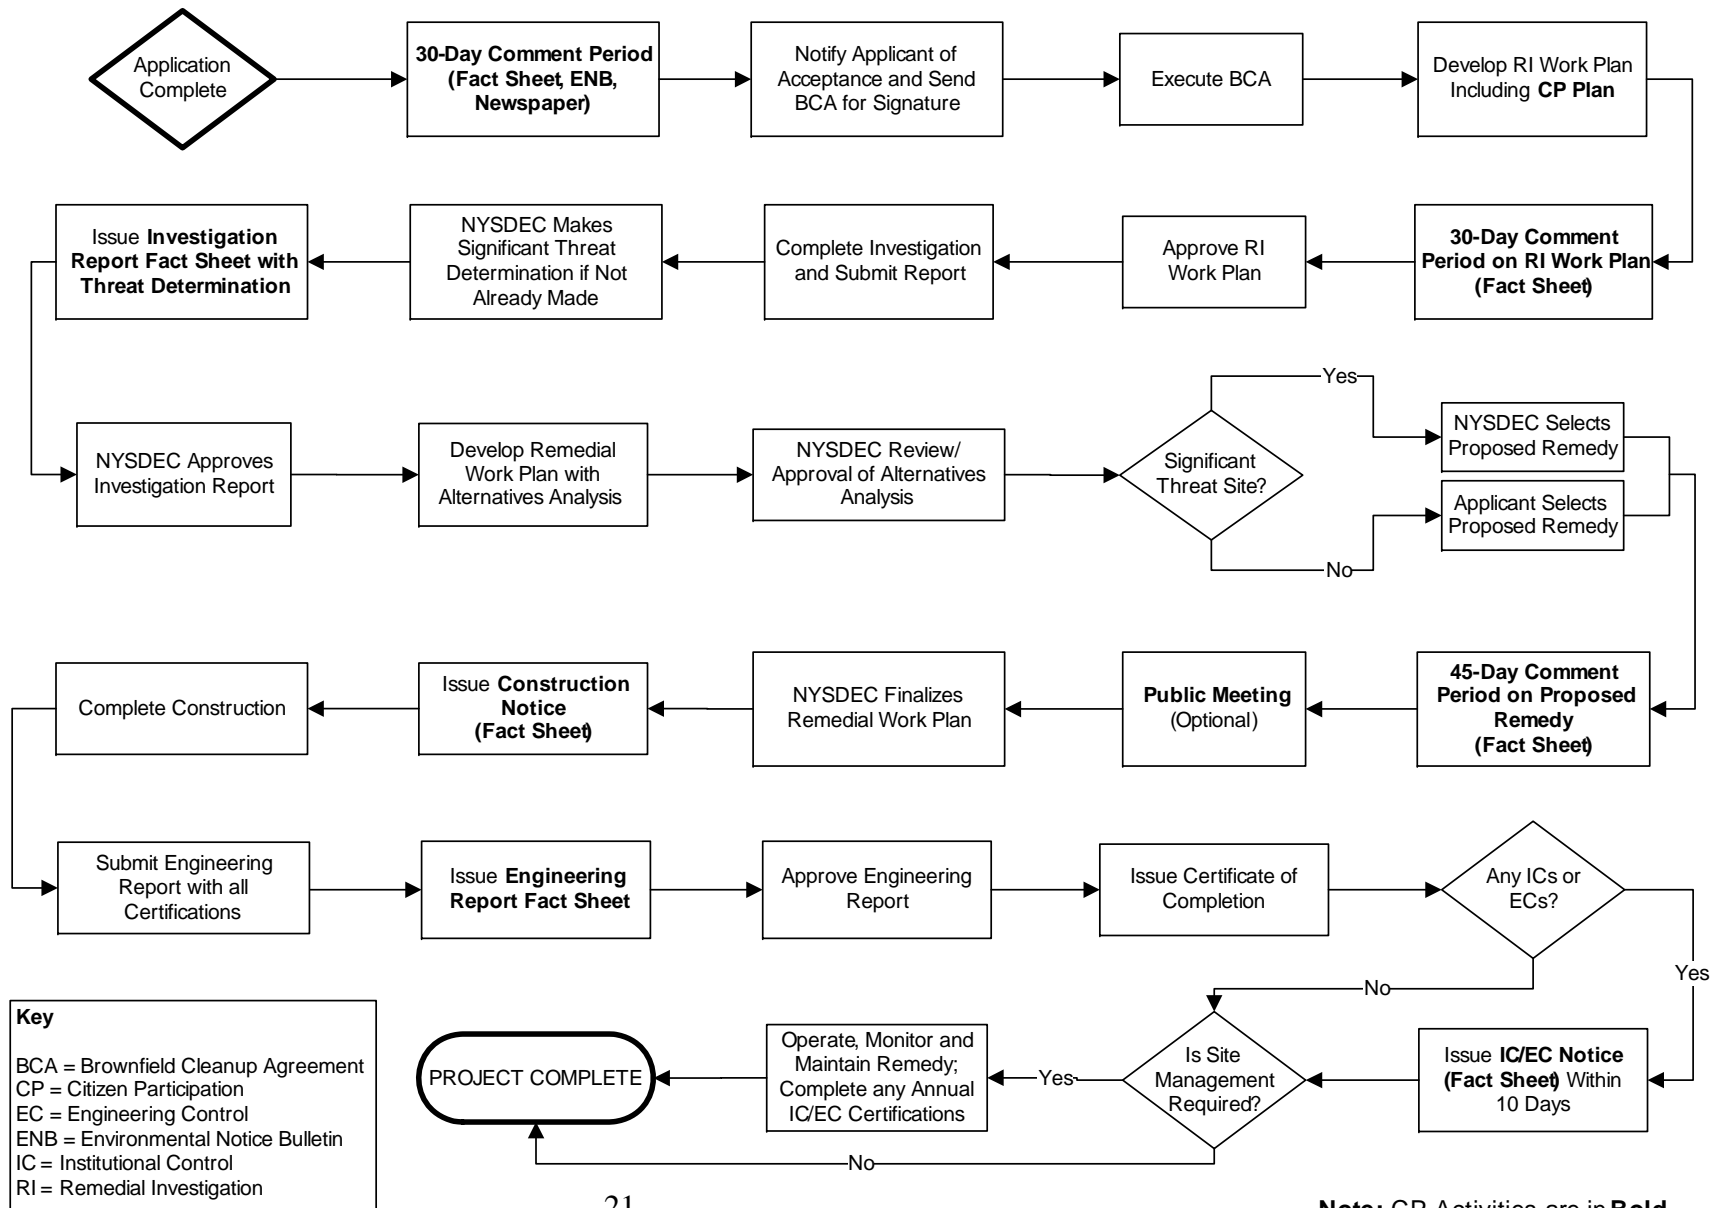 Application
Complete
30-Day Comment Period
(Fact Sheet, ENB,
Newspaper)
Notify Applicant of
Acceptance and Send
BCA for Signature
Execute BCA
Develop RI Work Plan
Including CP Plan
30-Day Comment
Period on RI Work Plan
(Fact Sheet)
Approve RI
Work Plan
Complete Investigation
and Submit Report
NYSDEC Makes
Significant Threat
Determination if Not
Already Made
Issue Investigation
Report Fact Sheet with
Threat Determination
NYSDEC Approves
Investigation Report
Develop Remedial
Work Plan with
Alternatives Analysis
NYSDEC Review/
Approval of Alternatives
Analysis
Significant
Threat Site?
Yes
NYSDEC Selects
Proposed Remedy
No
Applicant Selects
Proposed Remedy
45-Day Comment
Period on Proposed
Remedy
(Fact Sheet)
Public Meeting
(Optional)
NYSDEC Finalizes
Remedial Work Plan
Issue Construction
Notice
(Fact Sheet)
Complete Construction
Submit Engineering
Report with all
Certifications
Issue Engineering
Report Fact Sheet
Approve Engineering
Report
Issue Certificate of
Completion
Any ICs or
ECs?
Yes
No
Issue IC/EC Notice
(Fact Sheet) Within
10 Days
Is Site
Management
Required?
Yes
Operate, Monitor and
Maintain Remedy;
Complete any Annual
IC/EC Certifications
No
PROJECT COMPLETE
Key
BCA = Brownfield Cleanup Agreement
CP = Citizen Participation
EC = Engineering Control
ENB = Environmental Notice Bulletin
IC = Institutional Control
RI = Remedial Investigation
21
Note: CP Activities are in Bold